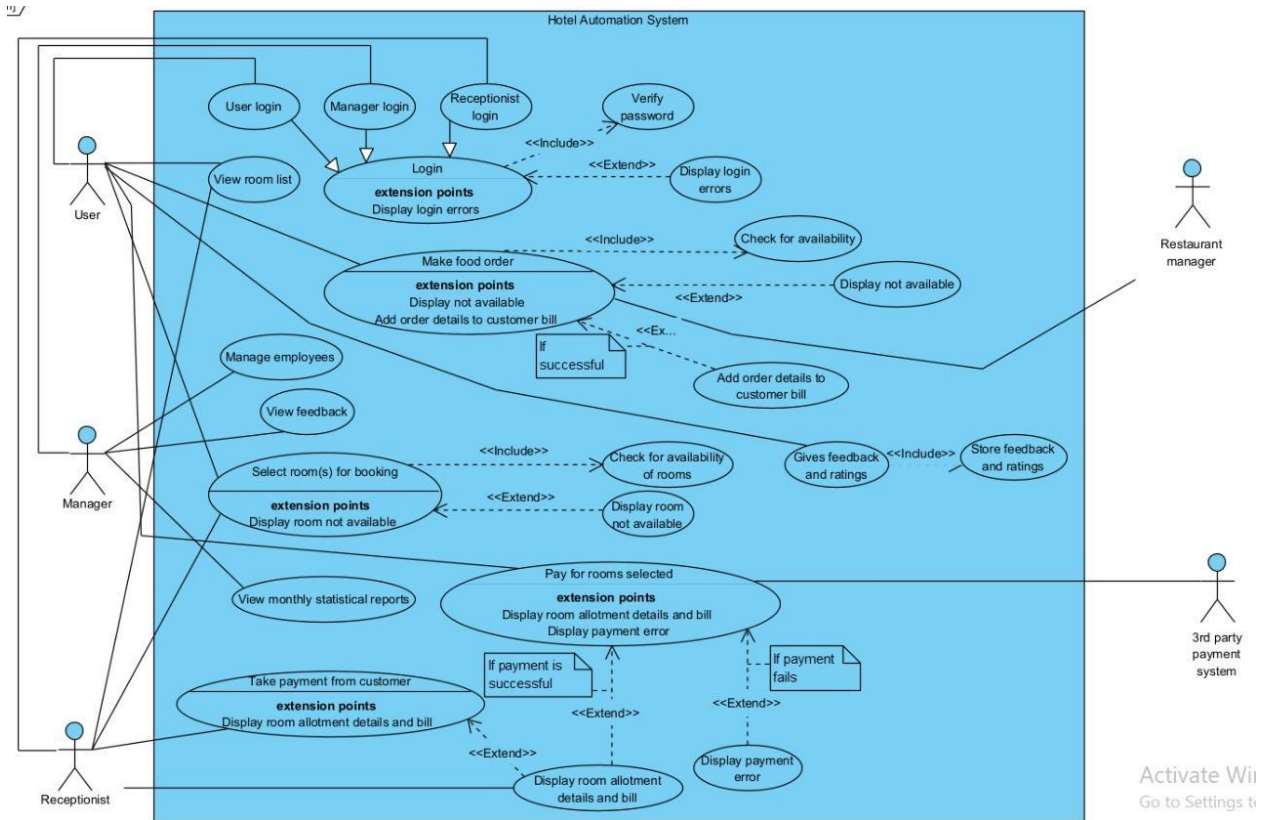 Hotel Automation System
User login
Manager login
Receptionist
login
Verify
password
<<Include>>
Login
extension points
Display login errors
<<Extend>>
Display login
errors
View room list
User
Restaurant
manager
<<Include>>
Check for availability
Make food order
extension points
Display not available
Add order details to customer bill
<<Extend>>
Display not available
<<Ex...
If
successful
Add order details to
customer bill
Manage employees
View feedback
Manager
Select room(s) for booking
extension points
Display room not available
<<Include>>
Check for availability
of rooms
<<Extend>>
Display room
not available
Gives feedback
and ratings
<<Include>>
Store feedback
and ratings
View monthly statistical reports
Pay for rooms selected
extension points
Display room allotment details and bill
Display payment error
3rd party
payment
system
If payment is
successful
If payment
fails
Take payment from customer
extension points
Display room allotment details and bill
<<Extend>>
<<Extend>>
<<Extend>>
Display room allotment
details and bill
Display payment
error
Receptionist
Activate Wi
Go to Settings t